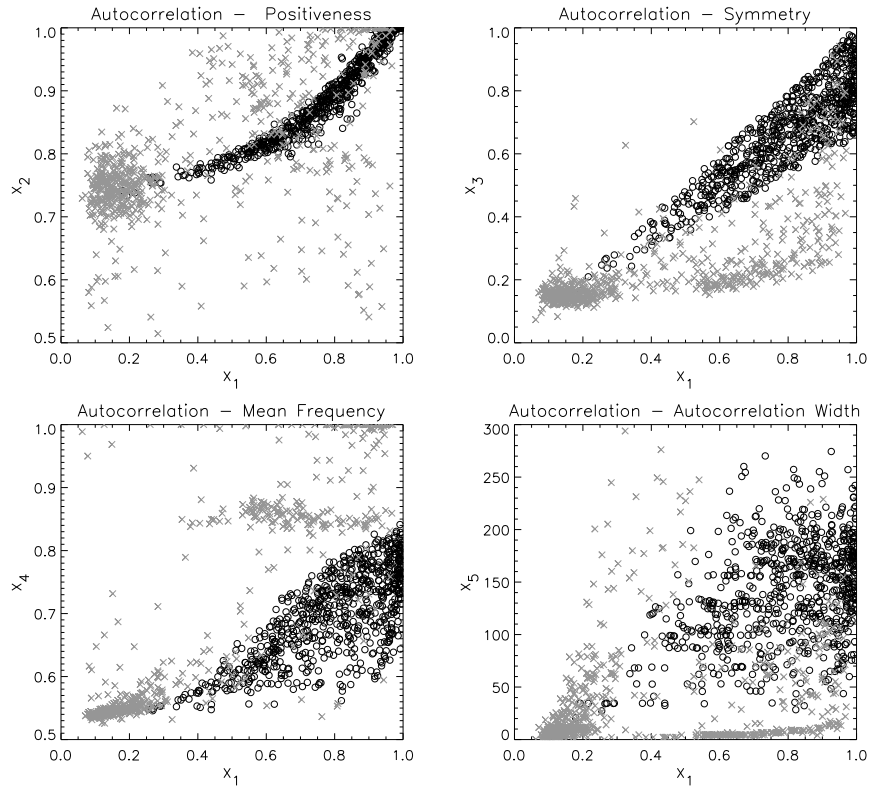 Autocorrelation – Positiveness
1.0
0.9
0.8
0.7
0.6
0.5
x2
0.0 0.2 0.4 0.6 0.8 1.0
x1
Autocorrelation – Symmetry
1.0
0.8
0.6
0.4
0.2
0.0
x3
0.0 0.2 0.4 0.6 0.8 1.0
x1
Autocorrelation – Mean Frequency
1.0
0.9
0.8
0.7
0.6
0.5
x4
0.0 0.2 0.4 0.6 0.8 1.0
x1
Autocorrelation – Autocorrelation Width
300
250
200
150
100
50
0
x5
0.0 0.2 0.4 0.6 0.8 1.0
x1